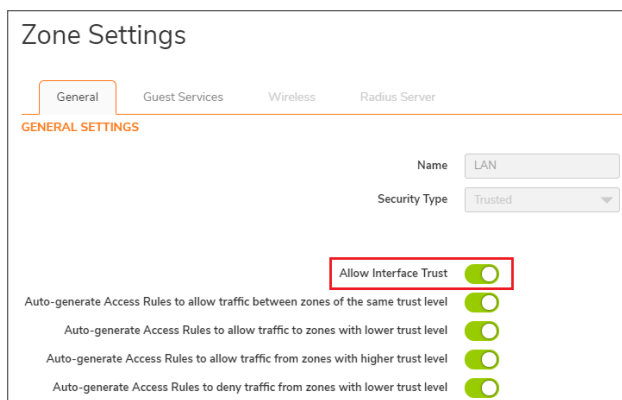 Zone Settings
General Guest Services Wireless Radius Server
GENERAL SETTINGS
Name LAN
Security Type Trusted
Allow Interface Trust
Auto-generate Access Rules to allow traffic between zones of the same trust level
Auto-generate Access Rules to allow traffic to zones with lower trust level
Auto-generate Access Rules to allow traffic from zones with higher trust level
Auto-generate Access Rules to deny traffic from zones with lower trust level